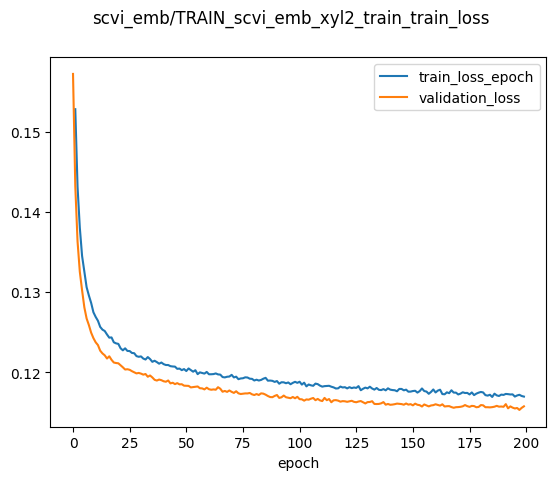 scvi_emb/TRAIN_scvi_emb_xyl2_train_train_loss
train_loss_epoch
validation_loss
0.15
0.14
0.13
0.12
0 25 50 75 100 125 150 175 200
epoch